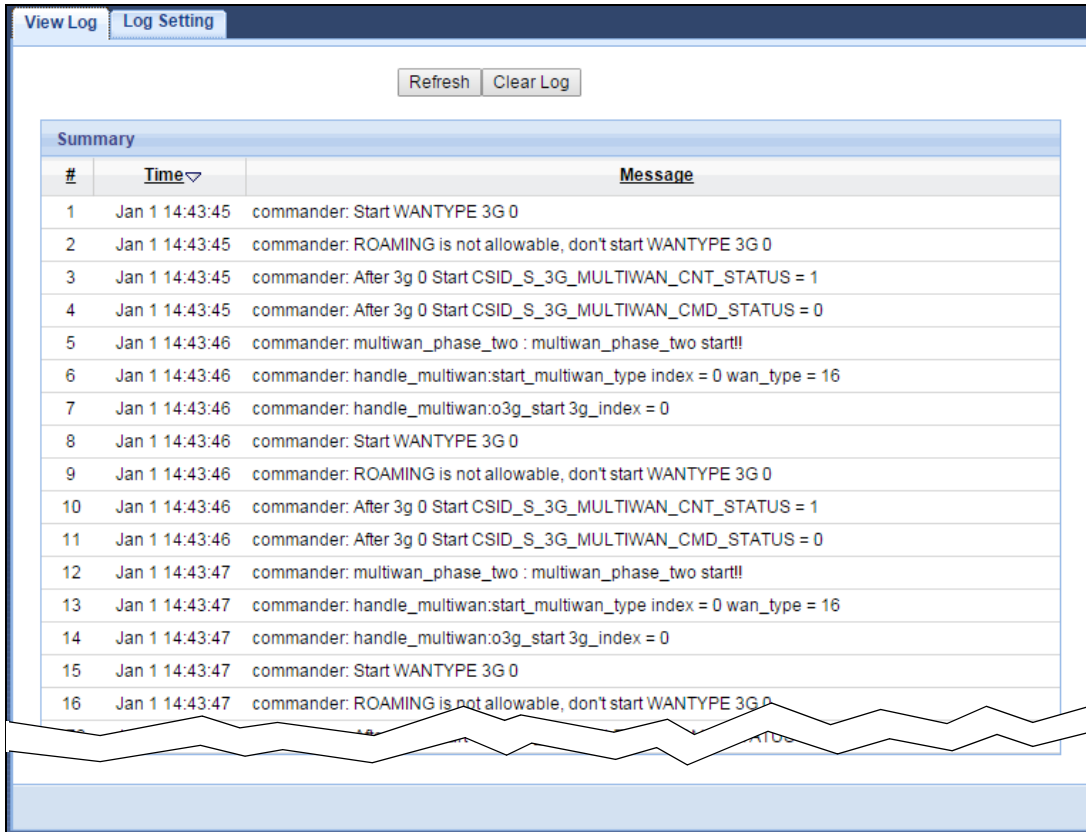 View Log Log Setting
Refresh Clear Log
Summary
# Time Message
1 Jan 1 14:43:45 commander: Start WANTYPE 3G 0
2 Jan 1 14:43:45 commander: ROAMING is not allowable, don't start WANTYPE 3G 0
3 Jan 1 14:43:45 commander: After 3g 0 Start CSID_S_3G_MULTIWAN_CNT_STATUS = 1
4 Jan 1 14:43:45 commander: After 3g 0 Start CSID_S_3G_MULTIWAN_CMD_STATUS = 0
5 Jan 1 14:43:46 commander: multiwan_phase_two : multiwan_phase_two start!!
6 Jan 1 14:43:46 commander: handle_multiwan:start_multiwan_type index = 0 wan_type = 16
7 Jan 1 14:43:46 commander: handle_multiwan:o3g_start 3g_index = 0
8 Jan 1 14:43:46 commander: Start WANTYPE 3G 0
9 Jan 1 14:43:46 commander: ROAMING is not allowable, don't start WANTYPE 3G 0
10 Jan 1 14:43:46 commander: After 3g 0 Start CSID_S_3G_MULTIWAN_CNT_STATUS = 1
11 Jan 1 14:43:46 commander: After 3g 0 Start CSID_S_3G_MULTIWAN_CMD_STATUS = 0
12 Jan 1 14:43:47 commander: multiwan_phase_two : multiwan_phase_two start!!
13 Jan 1 14:43:47 commander: handle_multiwan:start_multiwan_type index = 0 wan_type = 16
14 Jan 1 14:43:47 commander: handle_multiwan:o3g_start 3g_index = 0
15 Jan 1 14:43:47 commander: Start WANTYPE 3G 0
16 Jan 1 14:43:47 commander: ROAMING is not allowable, don't start WANTYPE 3G 0